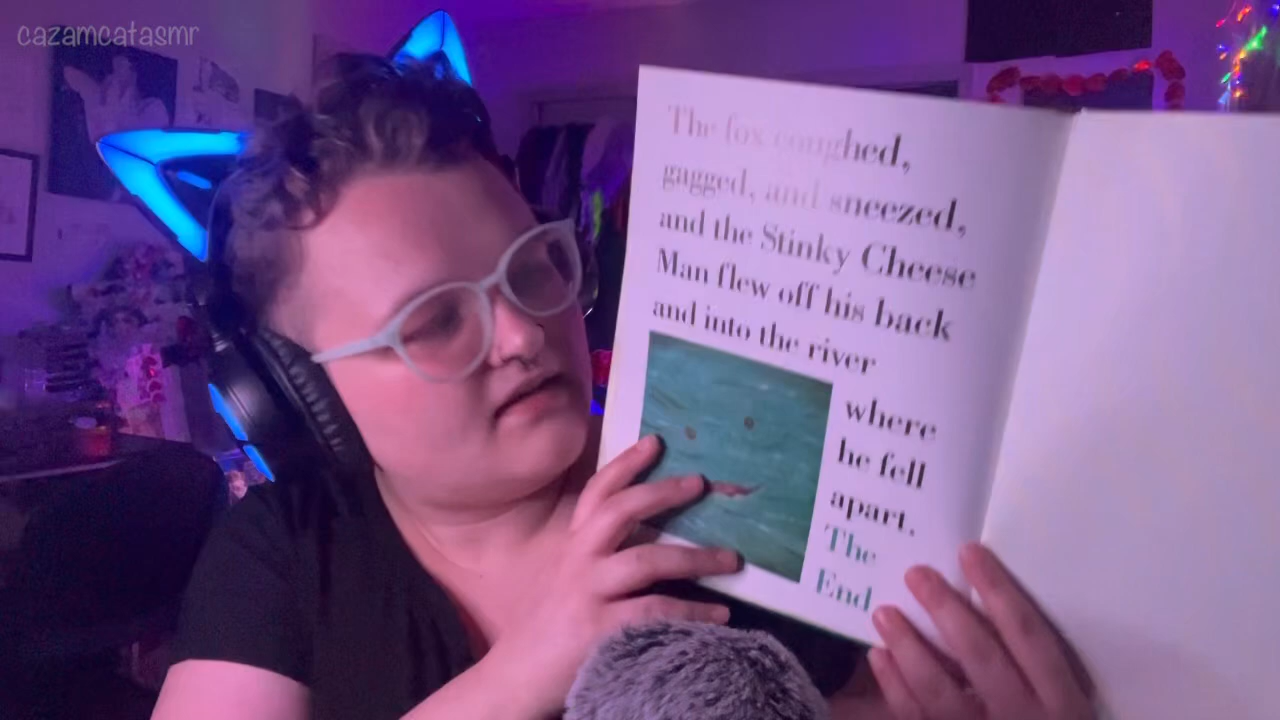 cazamcatasmr
The fox coughed,
gagged, and sneezed,
and the Stinky Cheese
Man flew off his back
and into the river
where
he fell
apart.
The
End